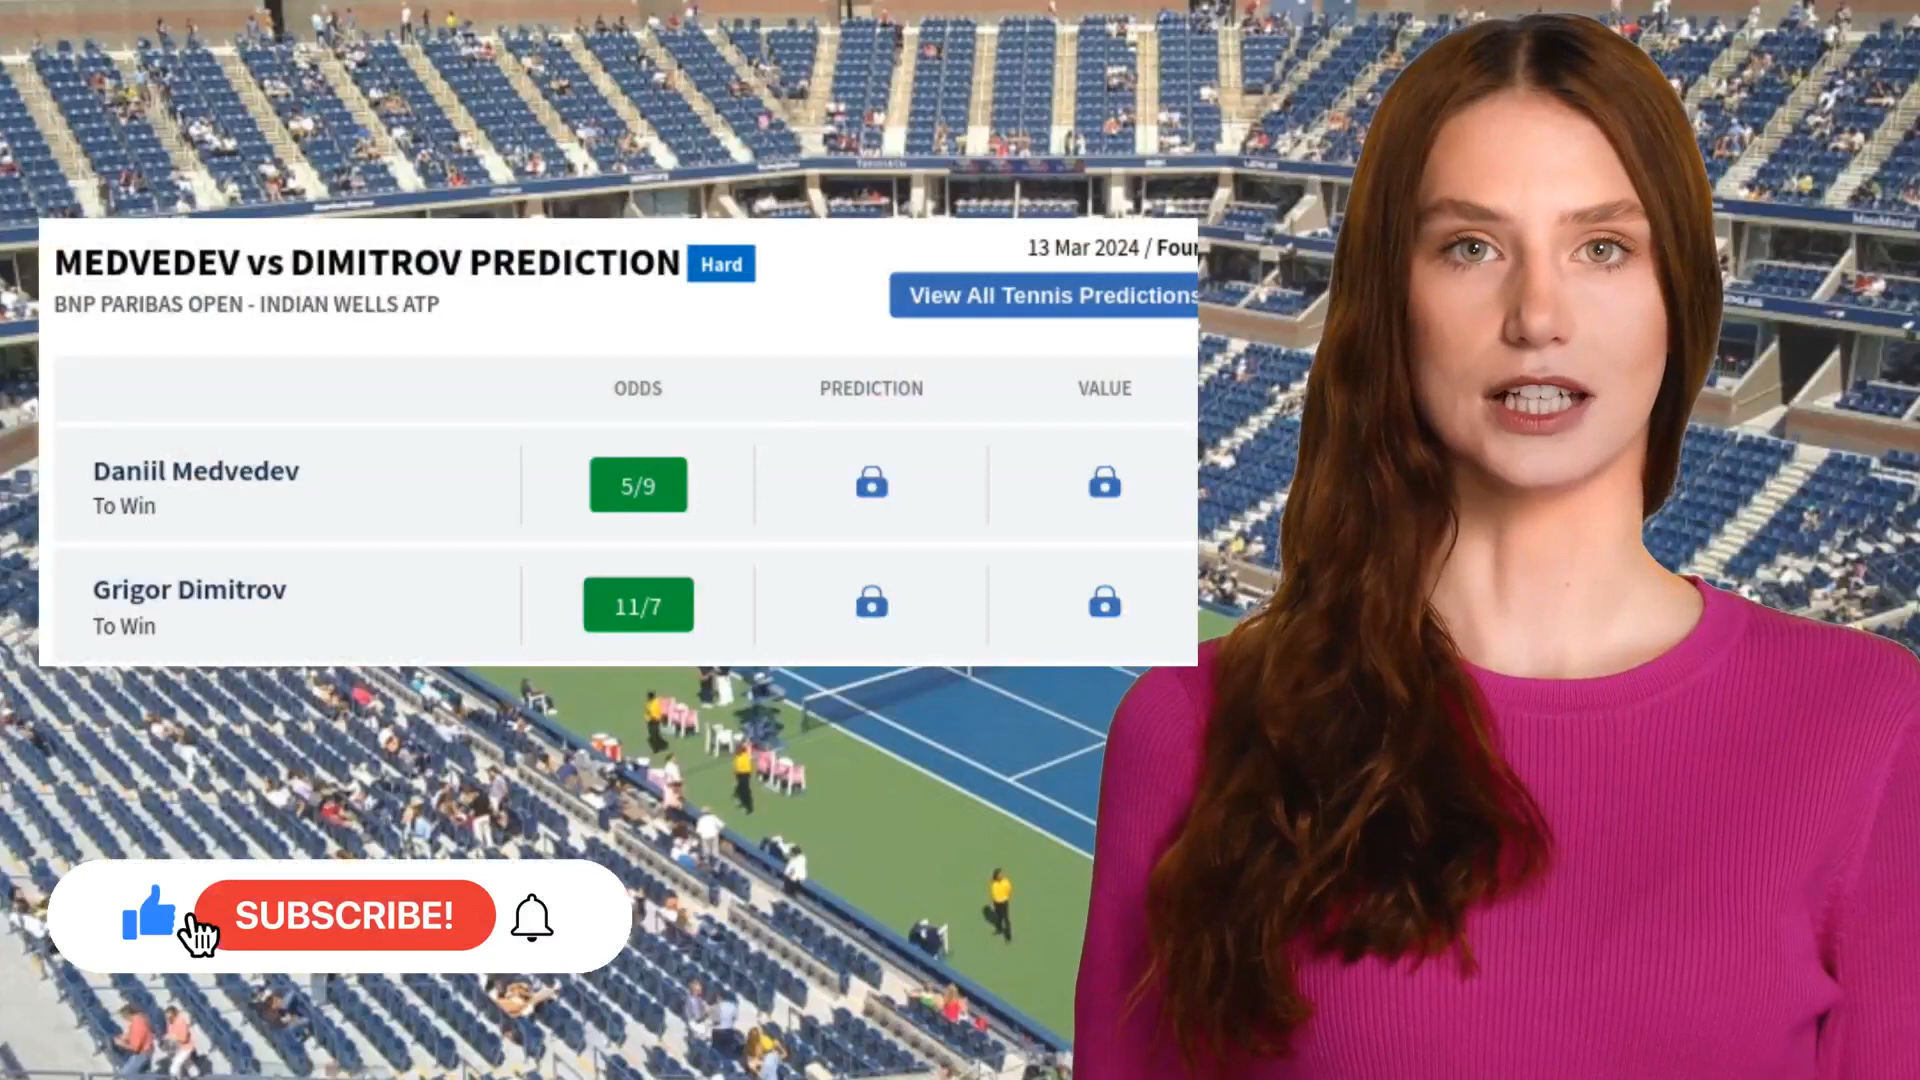 MEDVEDEV vs DIMITROV PREDICTION Hard
13 Mar 2024 / Four
BNP PARIBAS OPEN - INDIAN WELLS ATP
View All Tennis Predictions
ODDS PREDICTION VALUE
Daniil Medvedev
To Win
5/9
Grigor Dimitrov
To Win
11/7
SUBSCRIBE!